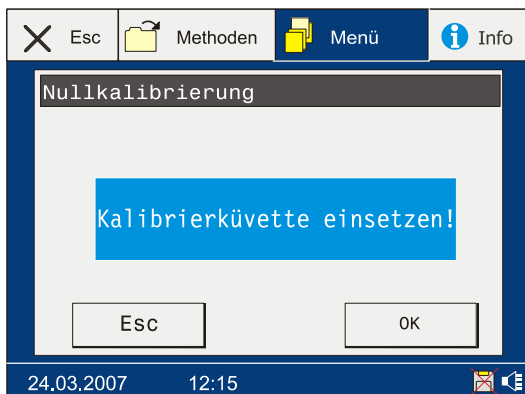 Esc Methoden Menü Info
Nullkalibrierung
Kalibrierküvette einsetzen!
Esc OK
24.03.2007 12:15